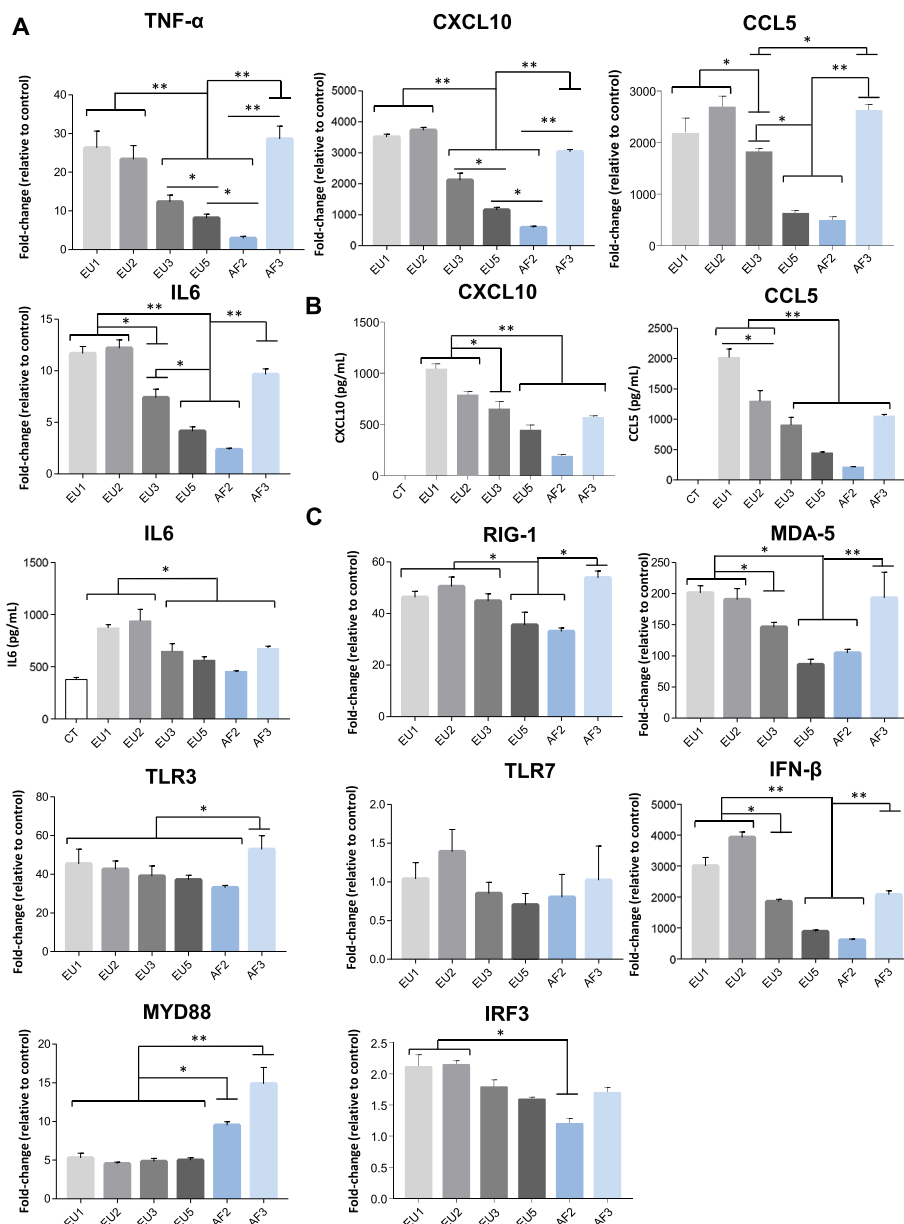 A
TNF-α
Fold-change (relative to control)
40
30
20
10
0
** ** ** * *
EU1 EU2 EU3 EU5 AF2 AF3
CXCL10
Fold-change (relative to control)
5000
4000
3000
2000
1000
0
** ** ** * *
EU1 EU2 EU3 EU5 AF2 AF3
CCL5
Fold-change (relative to control)
3000
2000
1000
0
* * ** *
EU1 EU2 EU3 EU5 AF2 AF3
IL6
Fold-change (relative to control)
15
10
5
0
** * ** *
EU1 EU2 EU3 EU5 AF2 AF3
B
CXCL10
CXCL10 (pg/mL)
1500
1000
500
0
** *
CT EU1 EU2 EU3 EU5 AF2 AF3
CCL5
CCL5 (pg/mL)
2500
2000
1500
1000
500
0
** *
CT EU1 EU2 EU3 EU5 AF2 AF3
IL6
IL6 (pg/mL)
1500
1000
500
0
*
CT EU1 EU2 EU3 EU5 AF2 AF3
C
RIG-1
Fold-change (relative to control)
60
40
20
0
* *
EU1 EU2 EU3 EU5 AF2 AF3
MDA-5
Fold-change (relative to control)
250
200
150
100
50
0
* ** *
EU1 EU2 EU3 EU5 AF2 AF3
TLR3
Fold-change (relative to control)
60
40
20
0
*
EU1 EU2 EU3 EU5 AF2 AF3
TLR7
Fold-change (relative to control)
2.0
1.5
1.0
0.5
0.0
EU1 EU2 EU3 EU5 AF2 AF3
IFN-β
Fold-change (relative to control)
5000
4000
3000
2000
1000
0
** ** *
EU1 EU2 EU3 EU5 AF2 AF3
MYD88
Fold-change (relative to control)
20
15
10
5
0
** *
EU1 EU2 EU3 EU5 AF2 AF3
IRF3
Fold-change (relative to control)
2.5
2.0
1.5
1.0
0.5
0.0
*
EU1 EU2 EU3 EU5 AF2 AF3